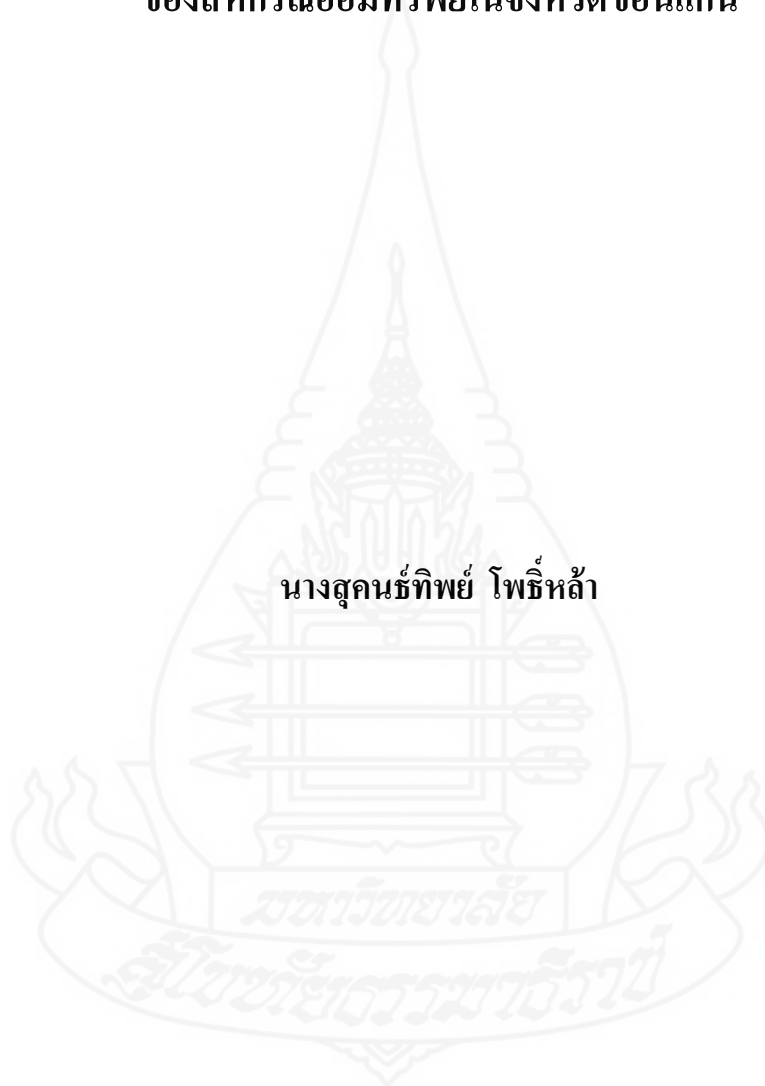 ของสหกรณ์ออมทรัพย์ในจังหวัดขอนแก่น
นางสุคนธ์ทิพย์ โพธิ์หล้า
มหาวิทยาลัย
สุโขทัยธรรมาธิราช